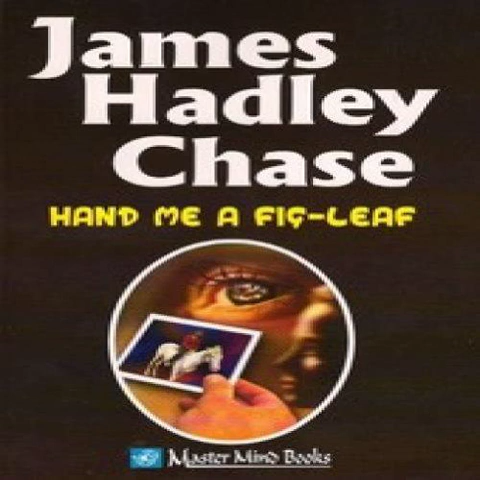 James
Hadley
Chase
HAND ME A FIG-LEAF
Master Mind Books